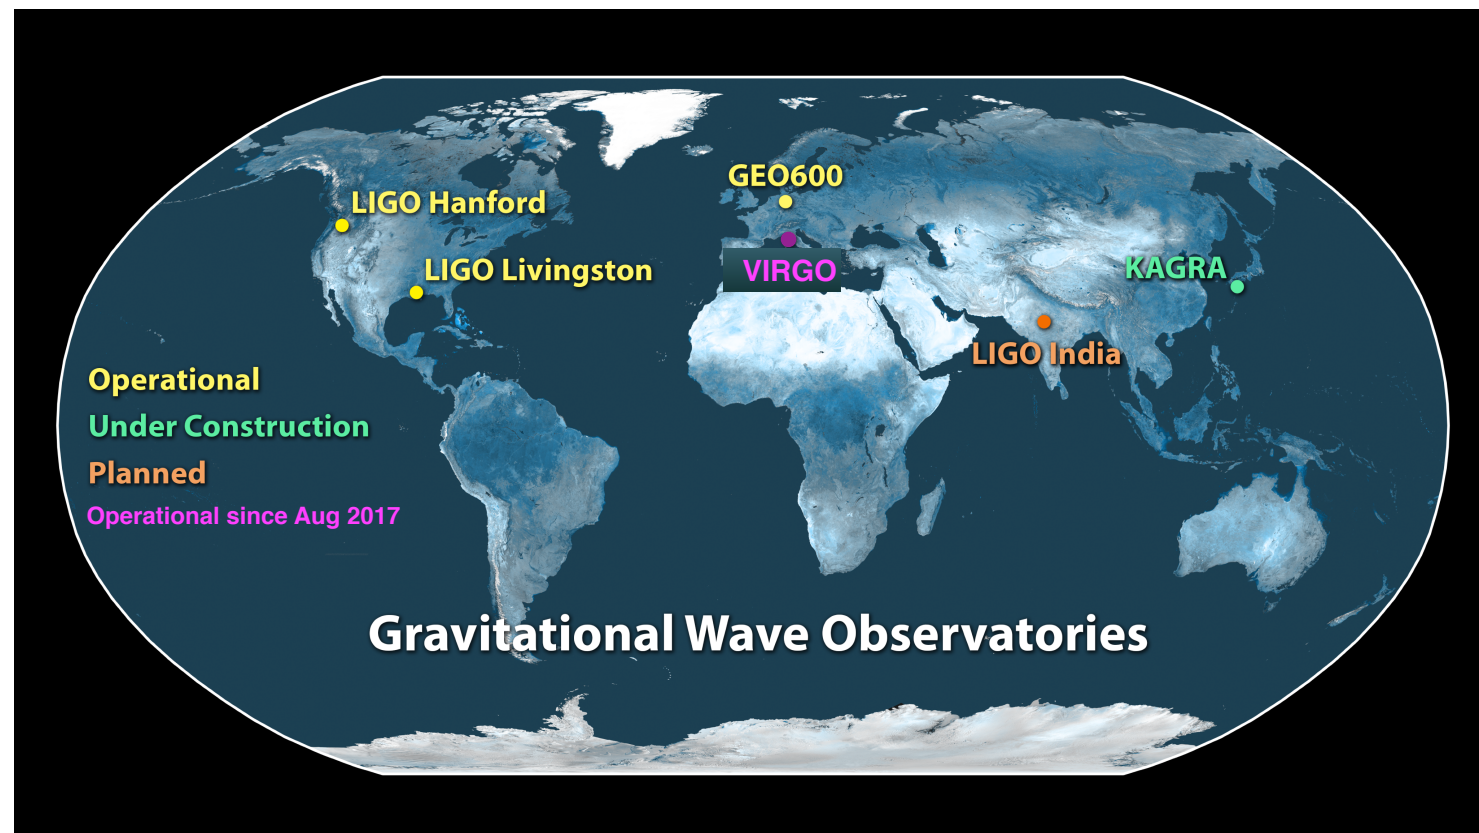 GEO600
LIGO Hanford
VIRGO
LIGO Livingston
KAGRA
LIGO India
Operational
Under Construction
Planned
Operational since Aug 2017
Gravitational Wave Observatories